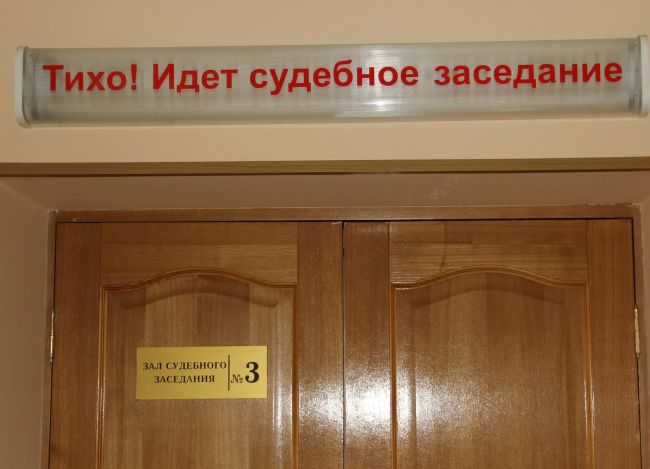 Тихо! Идет судебное заседание
ЗАЛ СУДЕБНОГО
ЗАСЕДАНИЯ
№3